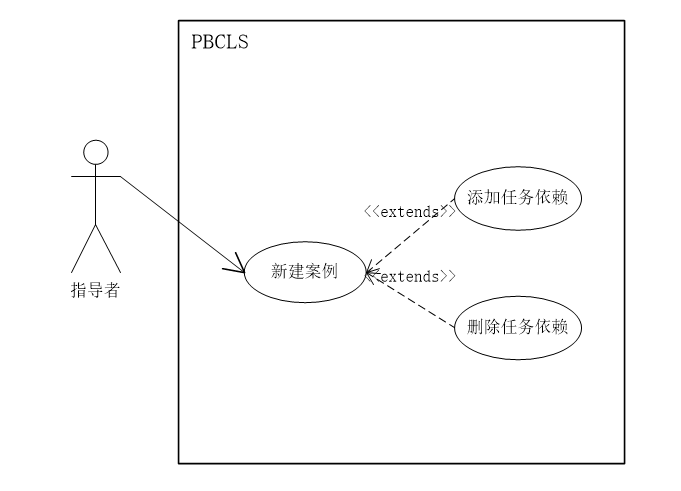 PBCLS
添加任务依赖
<<extends>>
新建案例
<<extends>>
指导者
删除任务依赖